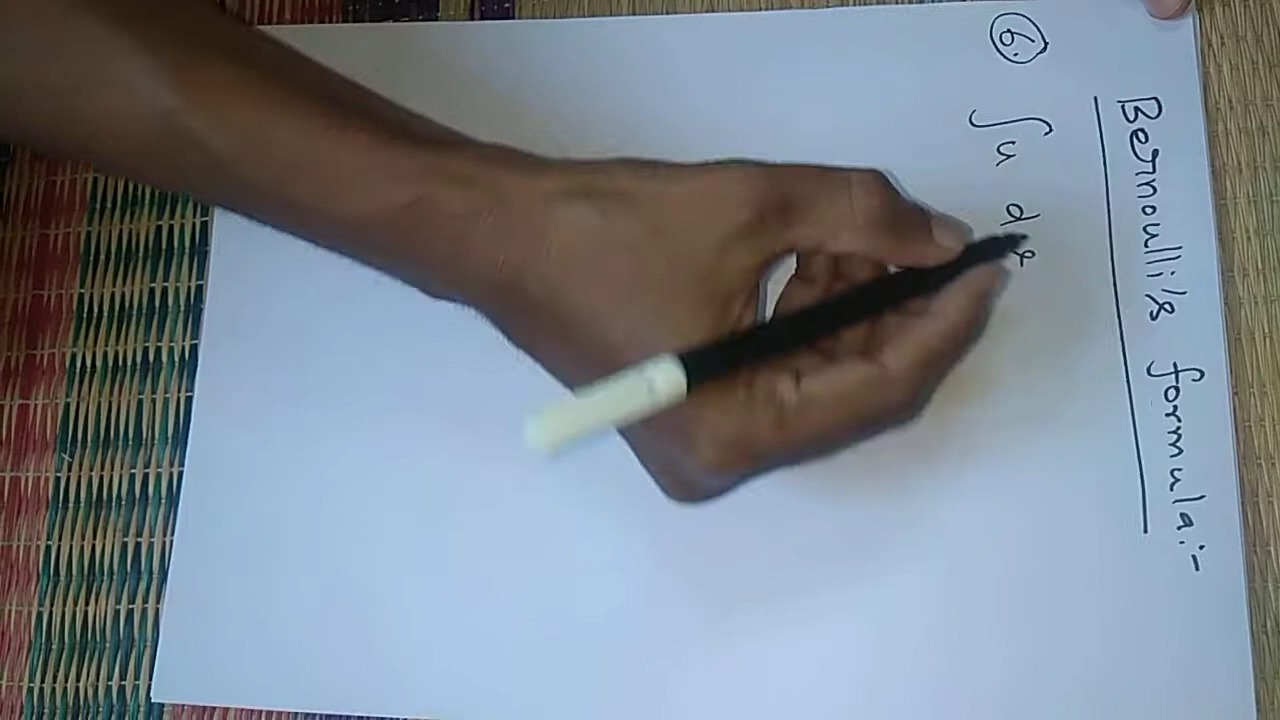 Bernoulli's formula:-
6. ∫ u d